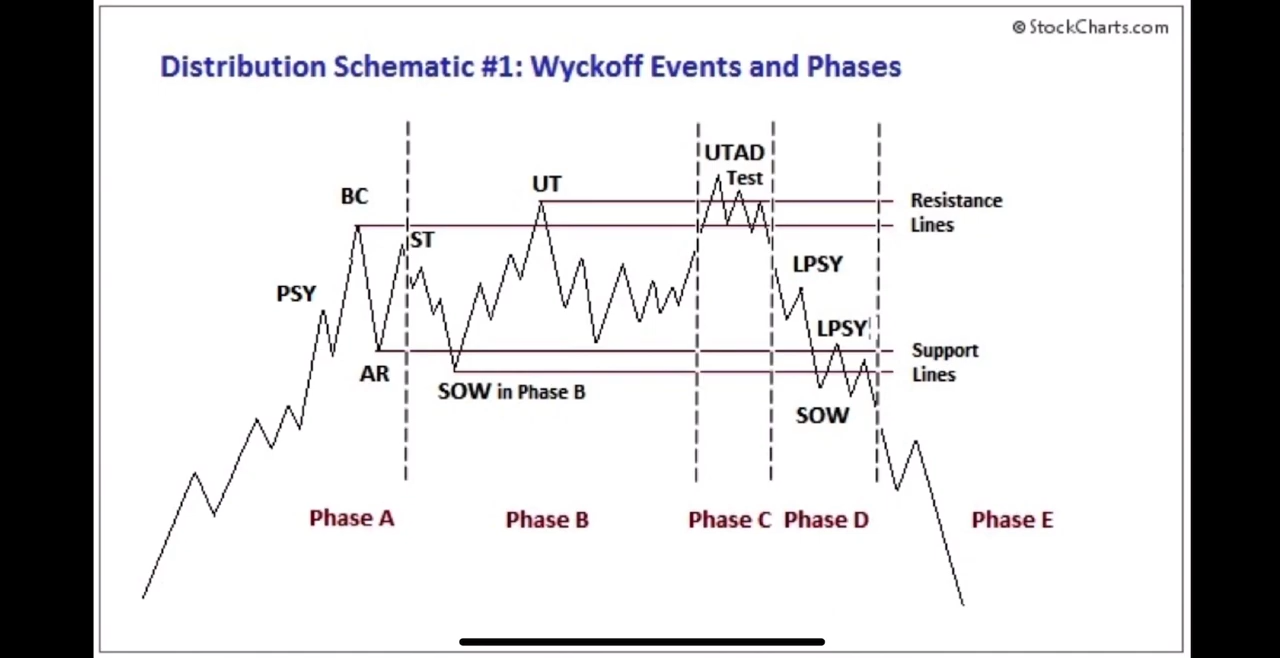 © StockCharts.com
Distribution Schematic #1: Wyckoff Events and Phases
UTAD
Test
UT
BC
Resistance
Lines
ST
LPSY
PSY
LPSY
Support
Lines
AR
SOW in Phase B
SOW
Phase A
Phase B
Phase C
Phase D
Phase E